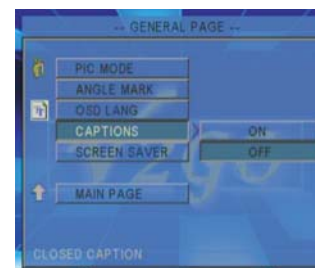 -- GENERAL PAGE --
PIC MODE
ANGLE MARK
OSD LANG
CAPTIONS ON
SCREEN SAVER OFF
MAIN PAGE
CLOSED CAPTION